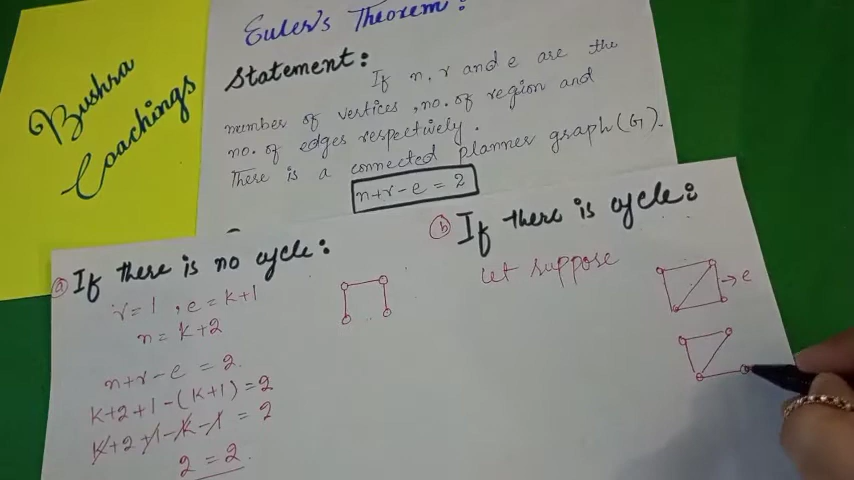 Bushra
Coachings
Euler's Theorem:
Statement:
If n, r and e are the
number of vertices, no. of region and
no. of edges respectively.
There is a connected planner graph (G).
n+r-e = 2
(a) If there is no cycle:
r=1, e=k+1
n=k+2
n+r-e = 2.
k+2+1-(k+1)=2
k+2+1-k-1 = 2
2 = 2.
(b) If there is cycle:
let suppose
→e